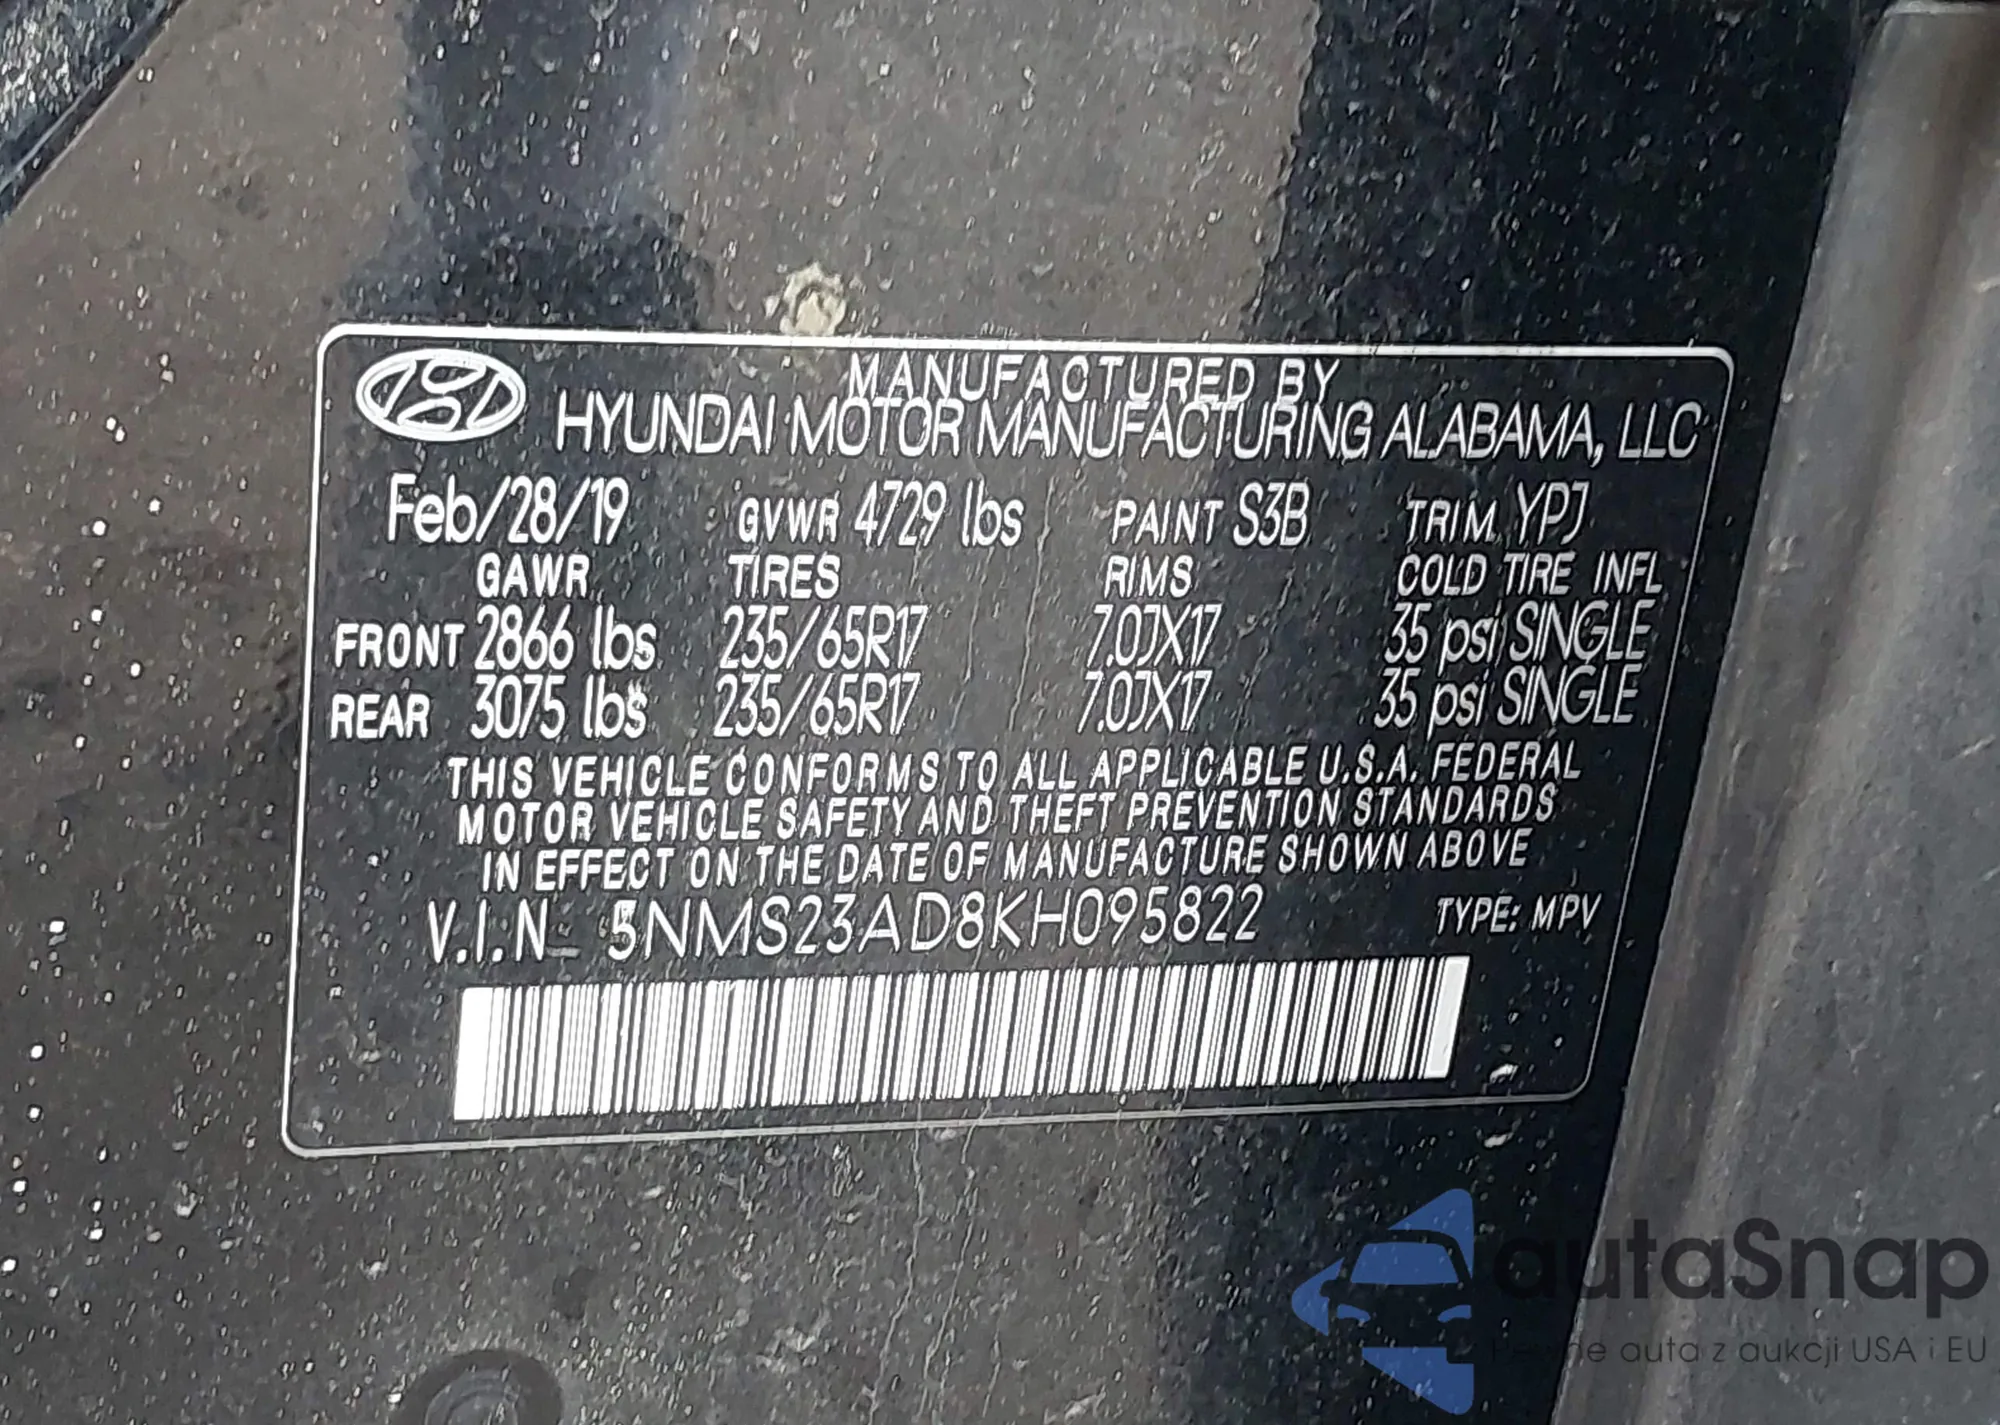 MANUFACTURED BY
HYUNDAI MOTOR MANUFACTURING ALABAMA, LLC
Feb/28/19 GVWR 4729 lbs PAINT S3B TRIM YPJ
GAWR TIRES RIMS COLD TIRE INFL
FRONT 2866 lbs 235/65R17 7.0JX17 35 psi SINGLE
REAR 3075 lbs 235/65R17 7.0JX17 35 psi SINGLE
THIS VEHICLE CONFORMS TO ALL APPLICABLE U.S.A. FEDERAL
MOTOR VEHICLE SAFETY AND THEFT PREVENTION STANDARDS
IN EFFECT ON THE DATE OF MANUFACTURE SHOWN ABOVE
V.I.N 5NMS23AD8KH095822 TYPE: MPV
autaSnap
auta z aukcji USA i EU